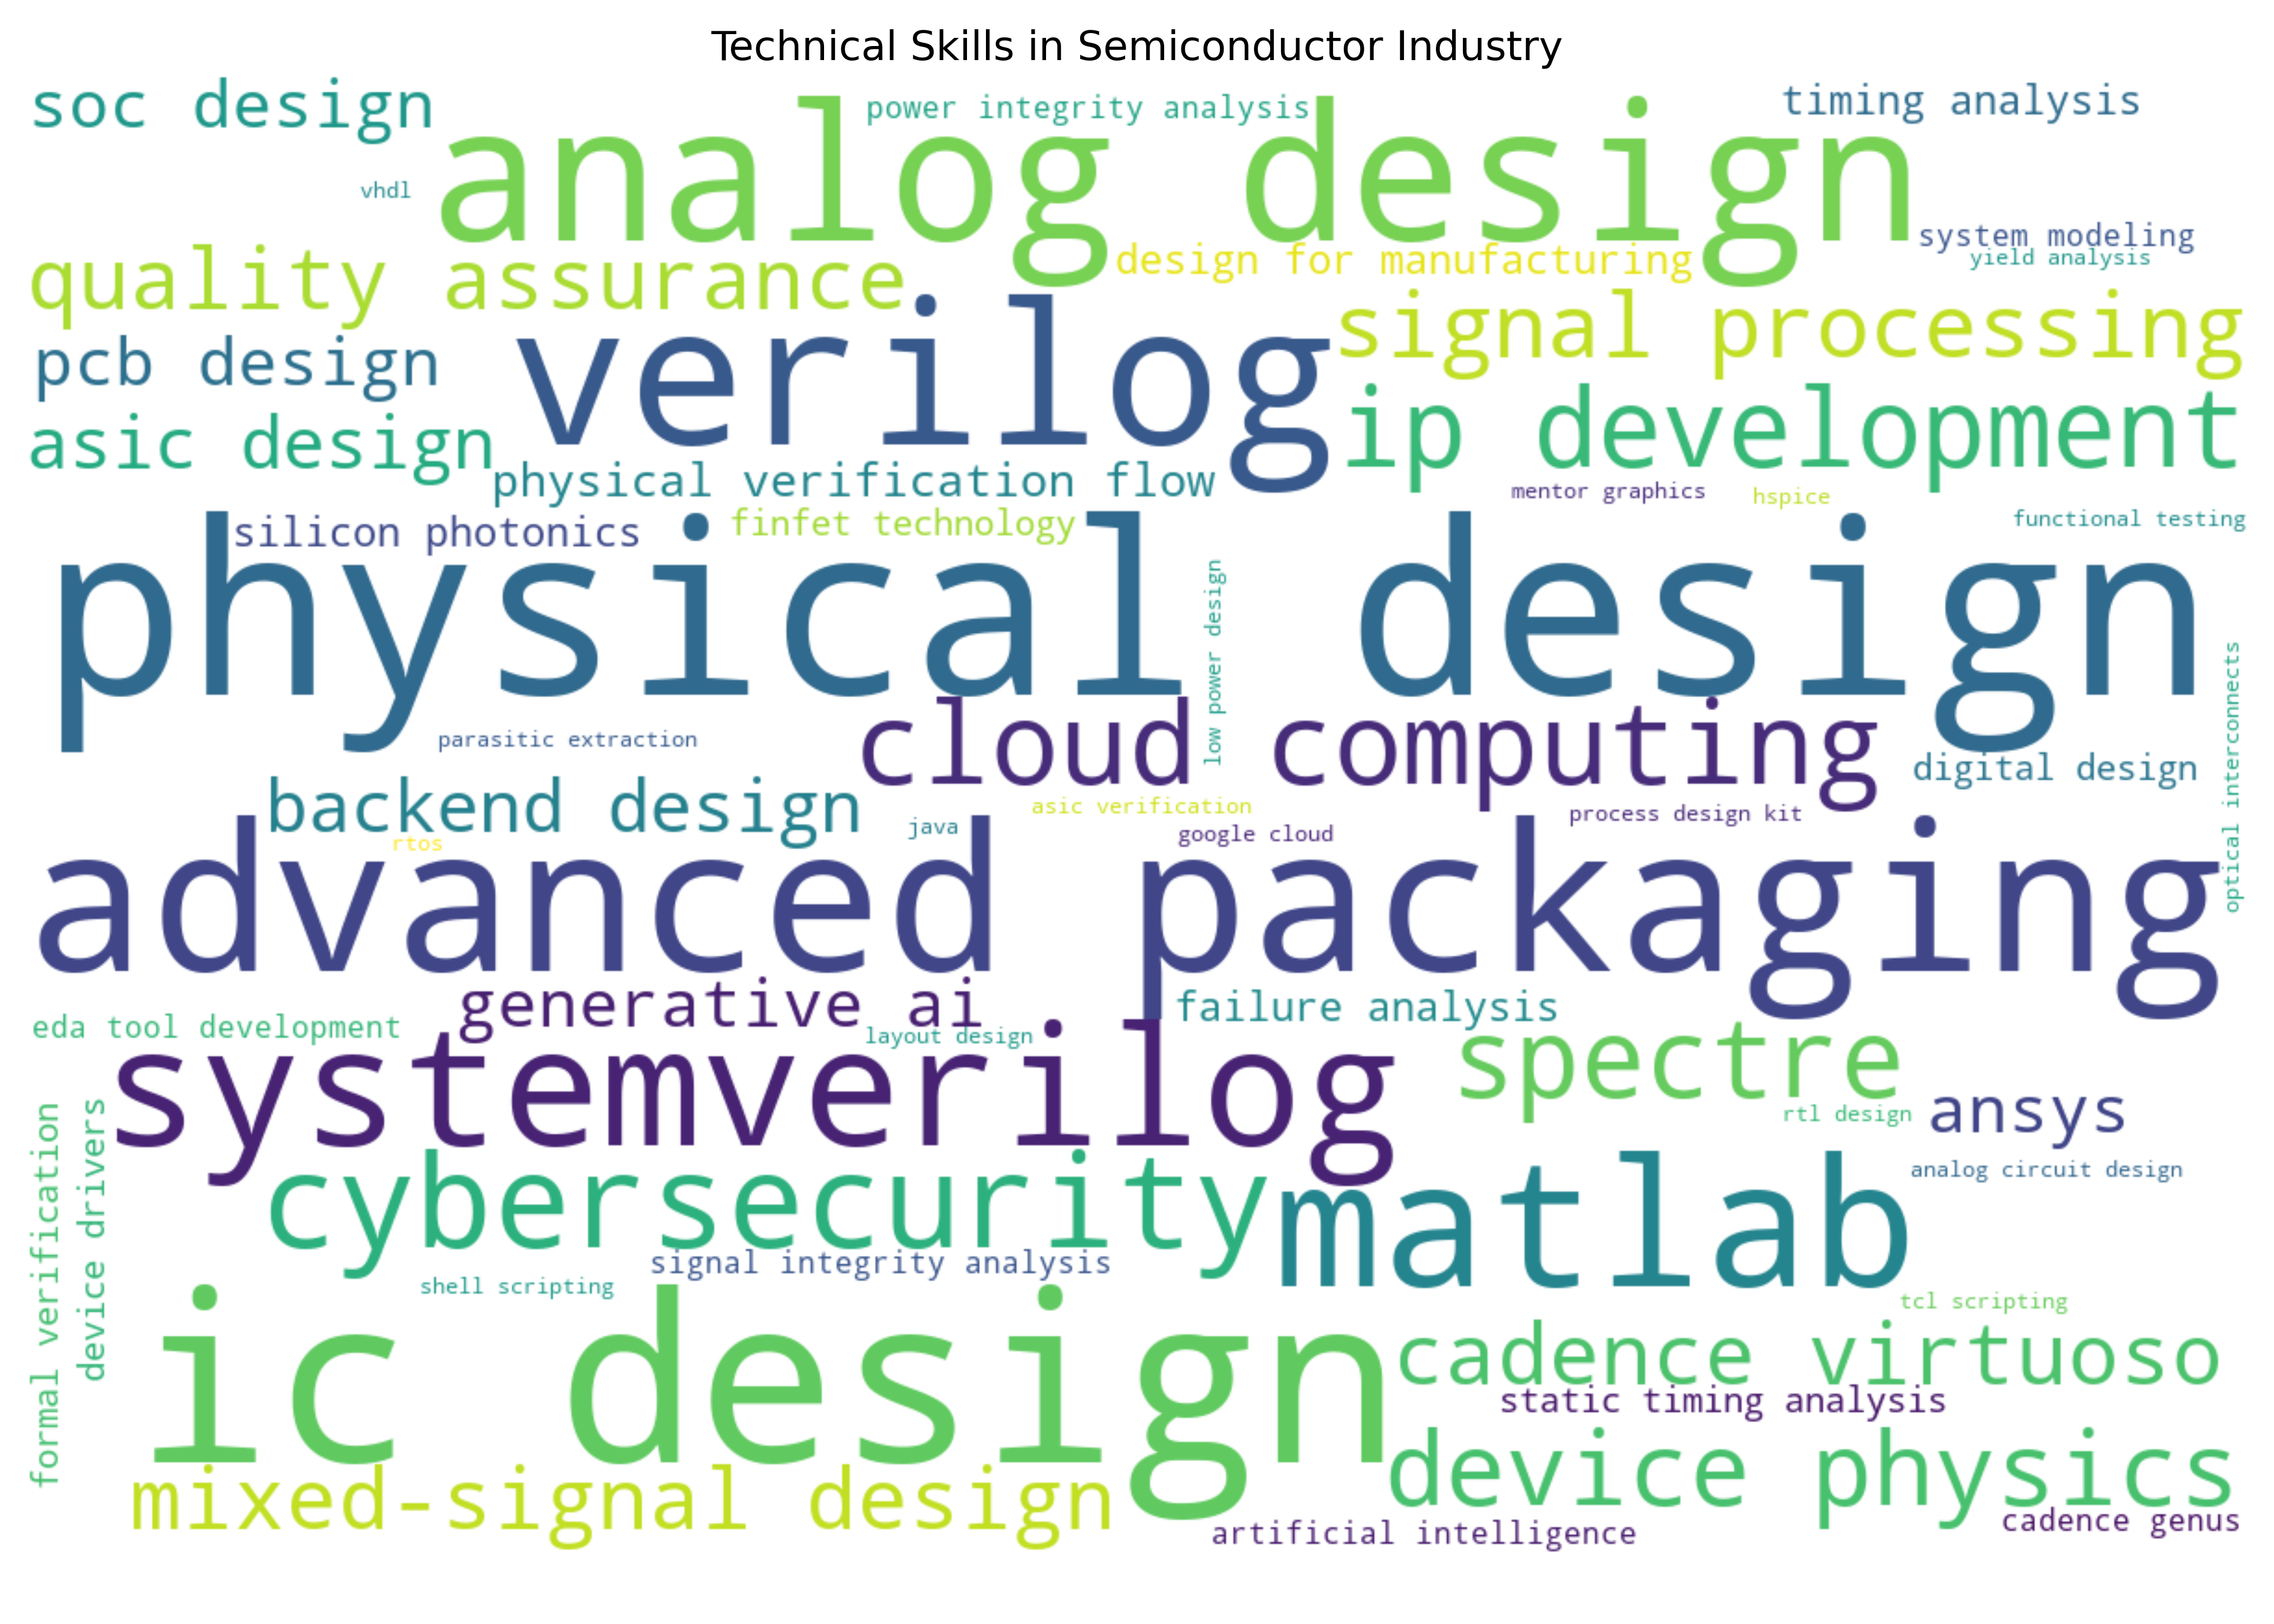 Technical Skills in Semiconductor Industry
soc design
power integrity analysis
timing analysis
analog design
vhdl
system modeling
yield analysis
quality assurance
design for manufacturing
signal processing
pcb design
verilog
ip development
asic design
physical verification flow
mentor graphics
hspice
functional testing
silicon photonics
finfet technology
physical design
low power design
optical interconnects
parasitic extraction
cloud computing
digital design
backend design
asic verification
process design kit
java
google cloud
rtos
advanced packaging
generative ai
failure analysis
eda tool development
layout design
systemverilog
spectre
rtl design
ansys
formal verification
device drivers
cybersecurity
matlab
analog circuit design
signal integrity analysis
shell scripting
tcl scripting
ic design
cadence virtuoso
static timing analysis
device physics
mixed-signal design
artificial intelligence
cadence genus